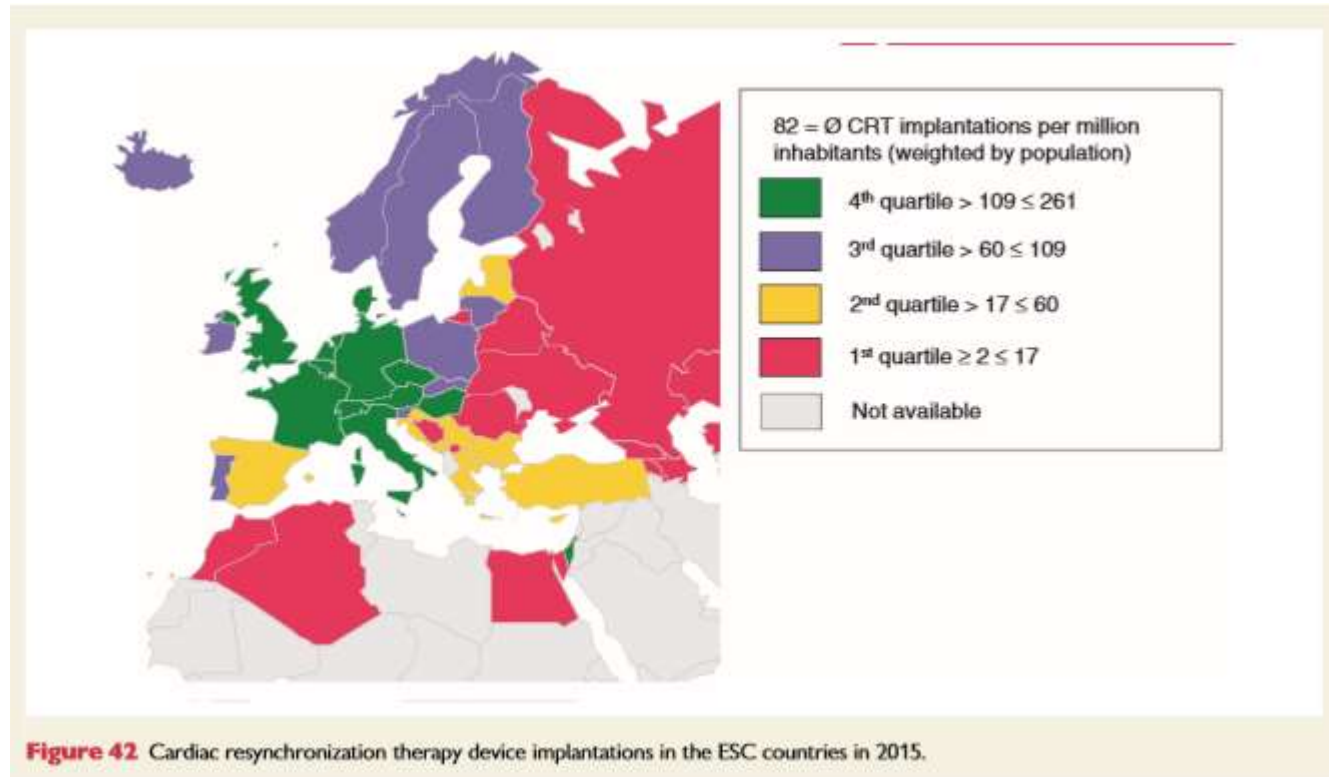 82 = Ø CRT implantations per million
inhabitants (weighted by population)
4th quartile > 109 ≤ 261
3rd quartile > 60 ≤ 109
2nd quartile > 17 ≤ 60
1st quartile ≥ 2 ≤ 17
Not available
Figure 42 Cardiac resynchronization therapy device implantations in the ESC countries in 2015.